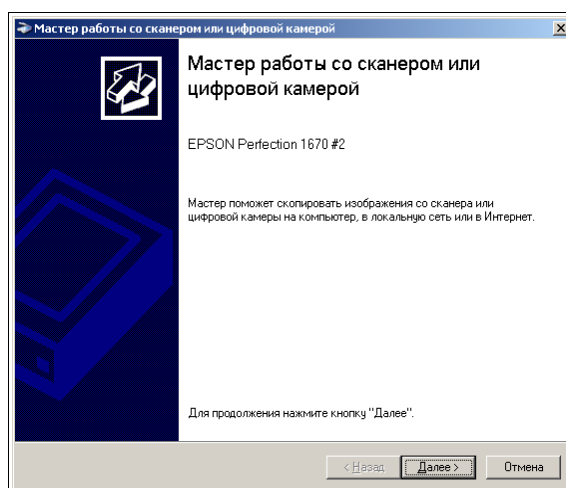 Мастер работы со сканером или цифровой камерой
Мастер работы со сканером или
цифровой камерой
EPSON Perfection 1670 #2
Мастер поможет скопировать изображения со сканера или
цифровой камеры на компьютер, в локальную сеть или в Интернет.
Для продолжения нажмите кнопку "Далее".
< Назад Далее > Отмена